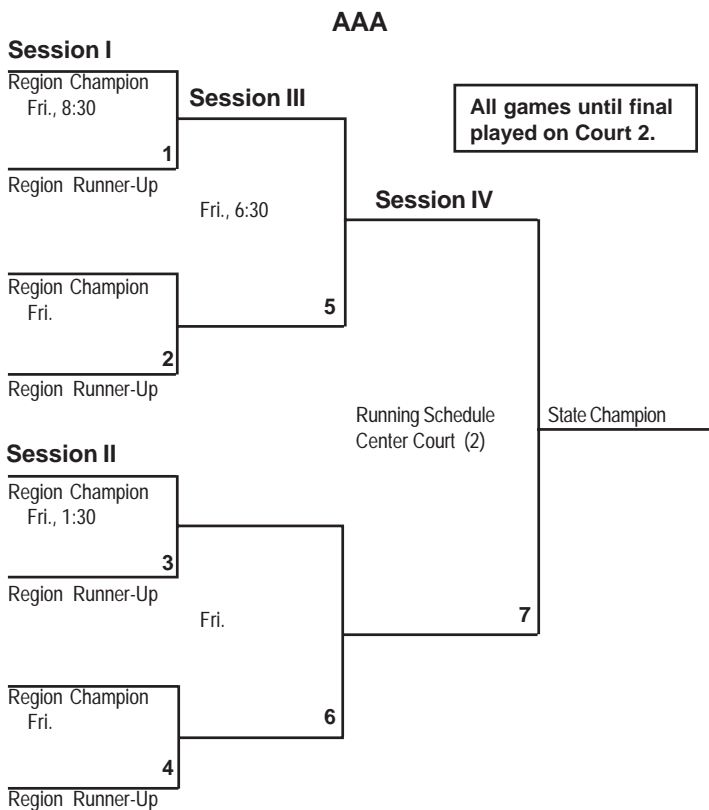 AAA
Session I
Region Champion
Fri., 8:30
1
Region Runner-Up
Session III
All games until final
played on Court 2.
Fri., 6:30
Session IV
Region Champion
Fri.
5
2
Region Runner-Up
Running Schedule
Center Court (2)
State Champion
Session II
Region Champion
Fri., 1:30
3
Region Runner-Up
Fri.
7
Region Champion
Fri.
6
4
Region Runner-Up